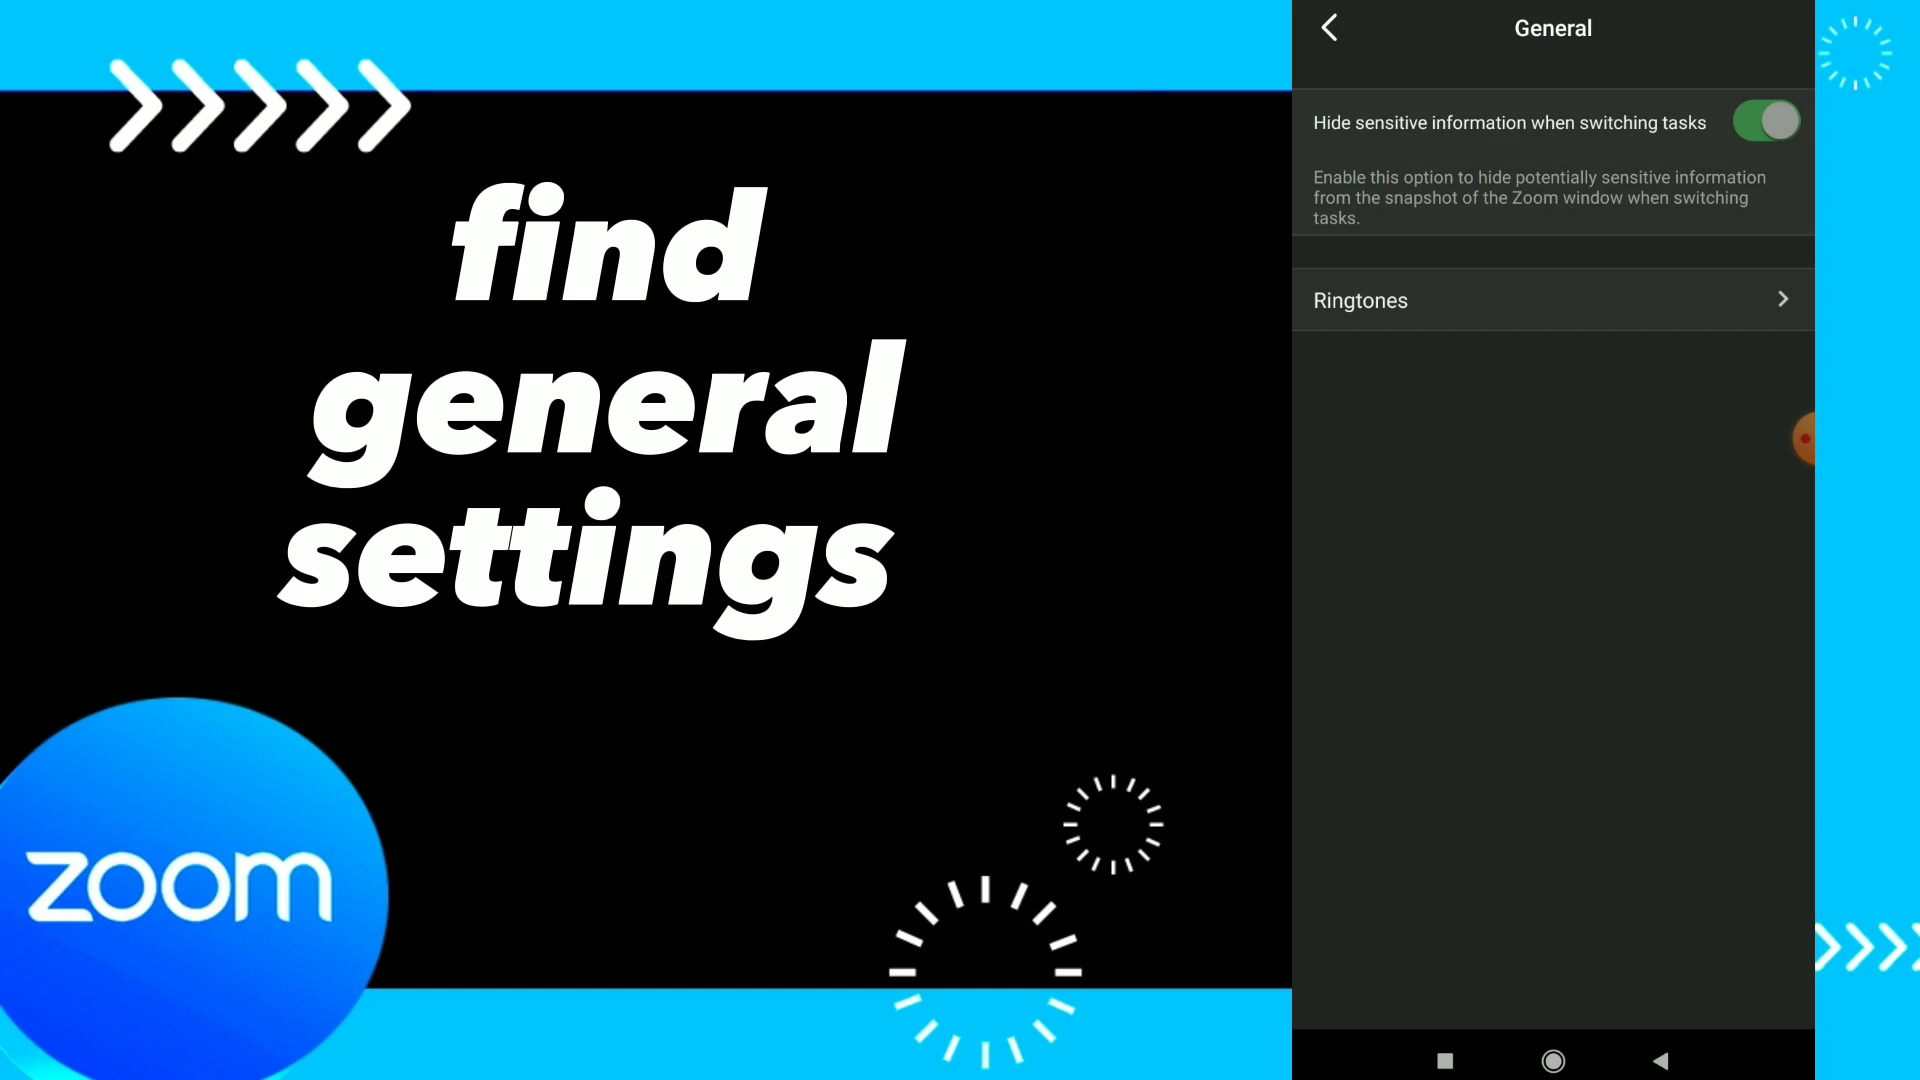 find
general
settings
zoom
General
Hide sensitive information when switching tasks
Enable this option to hide potentially sensitive information
from the snapshot of the Zoom window when switching
tasks.
Ringtones